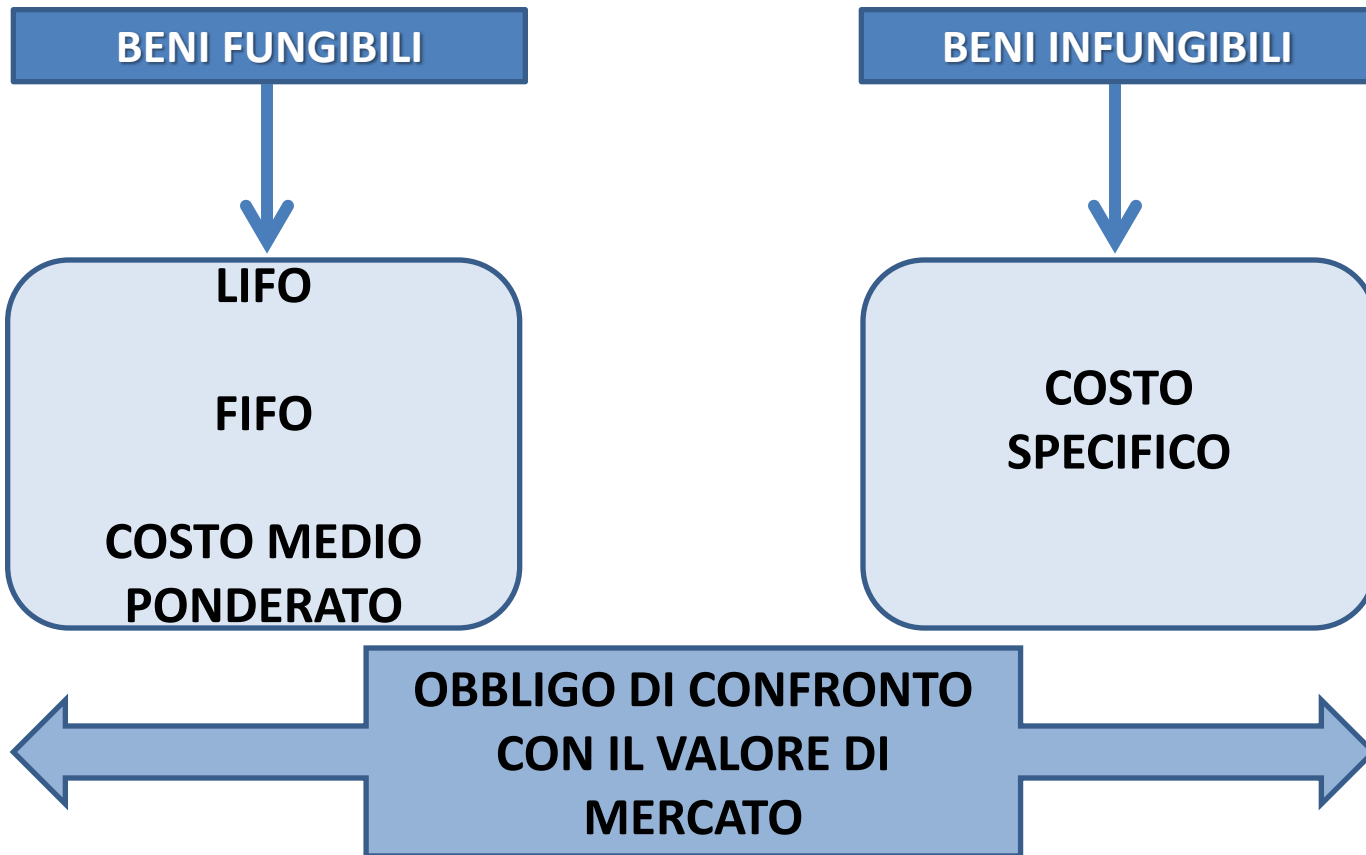 BENI FUNGIBILI
BENI INFUNGIBILI
LIFO
FIFO
COSTO MEDIO
PONDERATO
COSTO
SPECIFICO
OBBLIGO DI CONFRONTO
CON IL VALORE DI
MERCATO